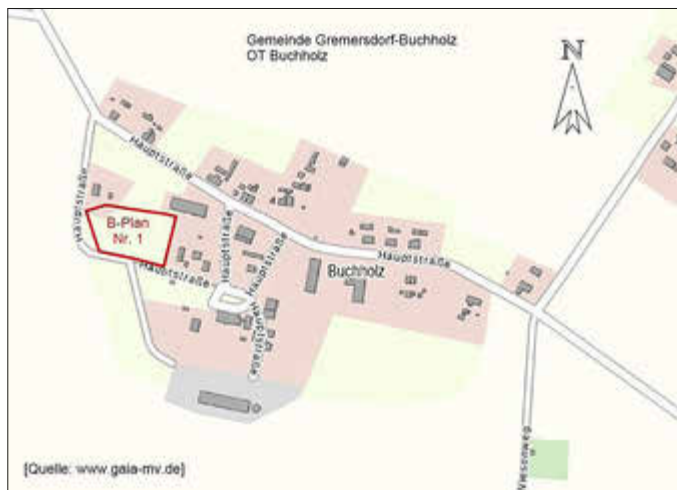 Gemeinde Gremersdorf-Buchholz
OT Buchholz
N
Hauptstraße
Hauptstraße
B-Plan
Nr. 1
Hauptstraße
Hauptstraße
Hauptstraße
Hauptstraße
Buchholz
Hauptstraße
Wiesenweg
[Quelle: www.gaia-mv.de]